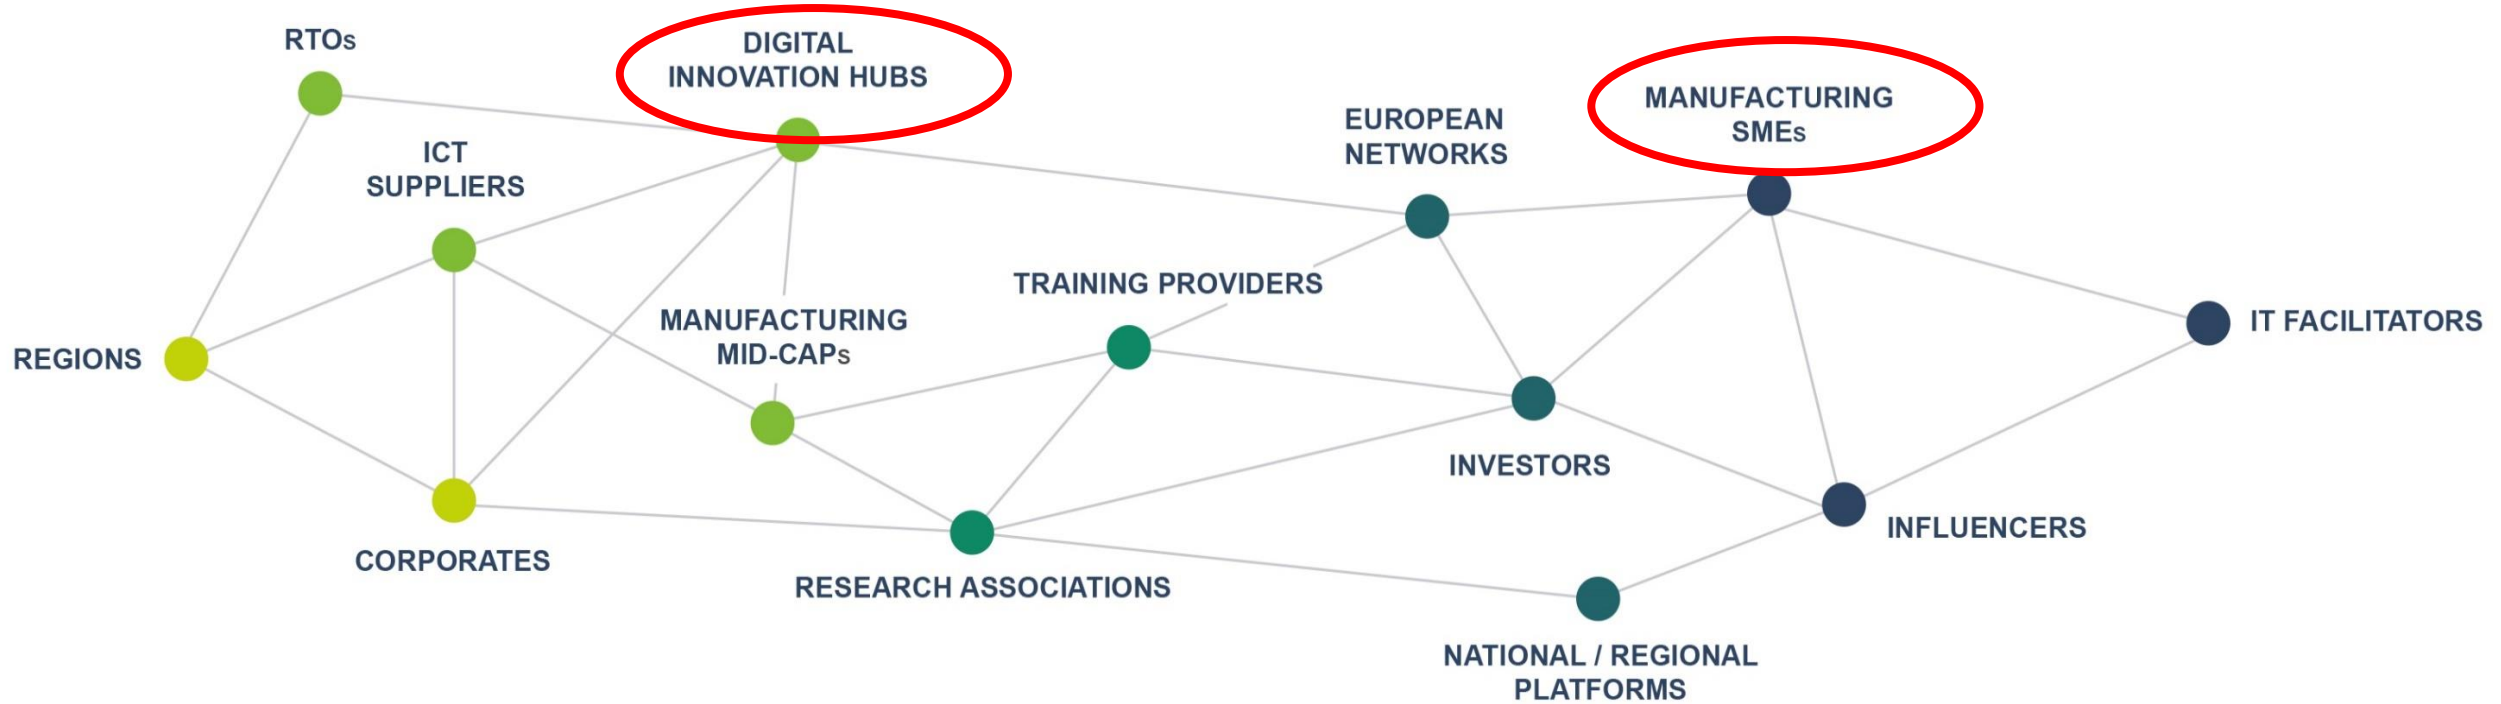 RTOs
DIGITAL
INNOVATION HUBS
MANUFACTURING
SMEs
EUROPEAN
NETWORKS
ICT
SUPPLIERS
TRAINING PROVIDERS
MANUFACTURING
MID-CAPs
IT FACILITATORS
REGIONS
INVESTORS
INFLUENCERS
CORPORATES
RESEARCH ASSOCIATIONS
NATIONAL / REGIONAL
PLATFORMS